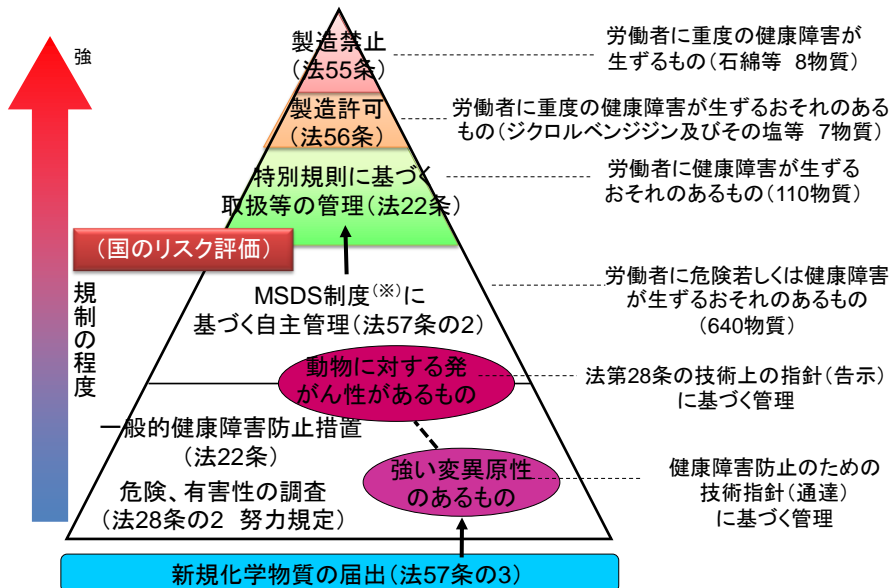 強
製造禁止
(法55条)
労働者に重度の健康障害が
生ずるもの(石綿等 8物質)
製造許可
(法56条)
労働者に重度の健康障害が生ずるおそれのある
もの(ジクロルベンジジン及びその塩等 7物質)
特別規則に基づく
取扱等の管理(法22条)
労働者に健康障害が生ずる
おそれのあるもの(110物質)
(国のリスク評価)
規制の程度
MSDS制度(※)に
基づく自主管理(法57条の2)
労働者に危険若しくは健康障害
が生ずるおそれのあるもの
(640物質)
動物に対する発
がん性があるもの
法第28条の技術上の指針(告示)
に基づく管理
一般的健康障害防止措置
(法22条)
危険、有害性の調査
(法28条の2 努力規定)
強い変異原性
のあるもの
健康障害防止のための
技術指針(通達)
に基づく管理
新規化学物質の届出(法57条の3)